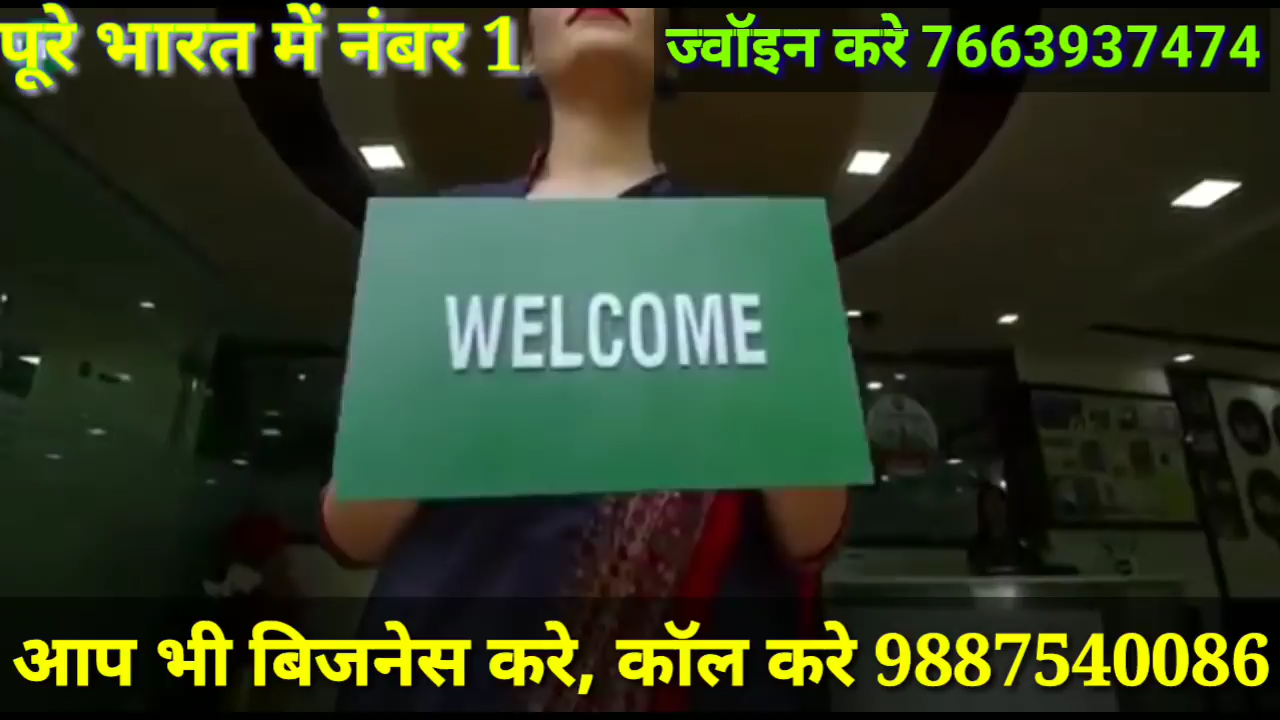 पूरे भारत में नंबर 1
ज्वॉइन करे 7663937474
WELCOME
आप भी बिजनेस करे, कॉल करे 9887540086